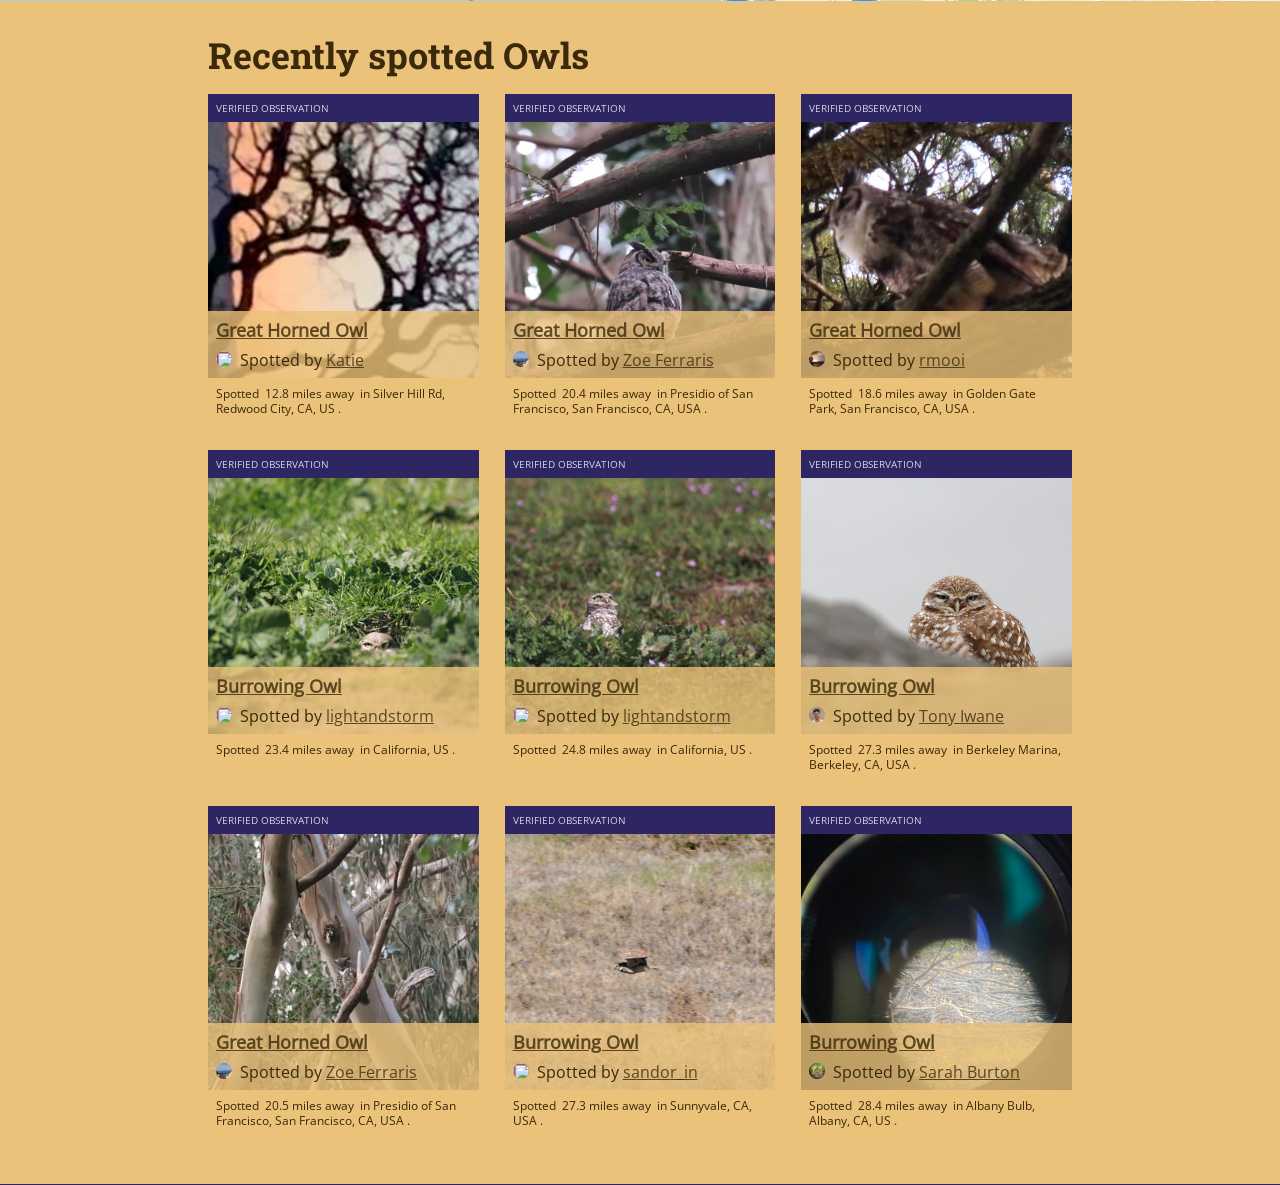 Recently spotted Owls
VERIFIED OBSERVATION
Great Horned Owl
Spotted by Katie
Spotted 12.8 miles away in Silver Hill Rd,
Redwood City, CA, US .
VERIFIED OBSERVATION
Great Horned Owl
Spotted by Zoe Ferraris
Spotted 20.4 miles away in Presidio of San
Francisco, San Francisco, CA, USA .
VERIFIED OBSERVATION
Great Horned Owl
Spotted by rmooi
Spotted 18.6 miles away in Golden Gate
Park, San Francisco, CA, USA .
VERIFIED OBSERVATION
Burrowing Owl
Spotted by lightandstorm
Spotted 23.4 miles away in California, US .
VERIFIED OBSERVATION
Burrowing Owl
Spotted by lightandstorm
Spotted 24.8 miles away in California, US .
VERIFIED OBSERVATION
Burrowing Owl
Spotted by Tony Iwane
Spotted 27.3 miles away in Berkeley Marina,
Berkeley, CA, USA .
VERIFIED OBSERVATION
Great Horned Owl
Spotted by Zoe Ferraris
Spotted 20.5 miles away in Presidio of San
Francisco, San Francisco, CA, USA .
VERIFIED OBSERVATION
Burrowing Owl
Spotted by sandor_in
Spotted 27.3 miles away in Sunnyvale, CA,
USA .
VERIFIED OBSERVATION
Burrowing Owl
Spotted by Sarah Burton
Spotted 28.4 miles away in Albany Bulb,
Albany, CA, US .